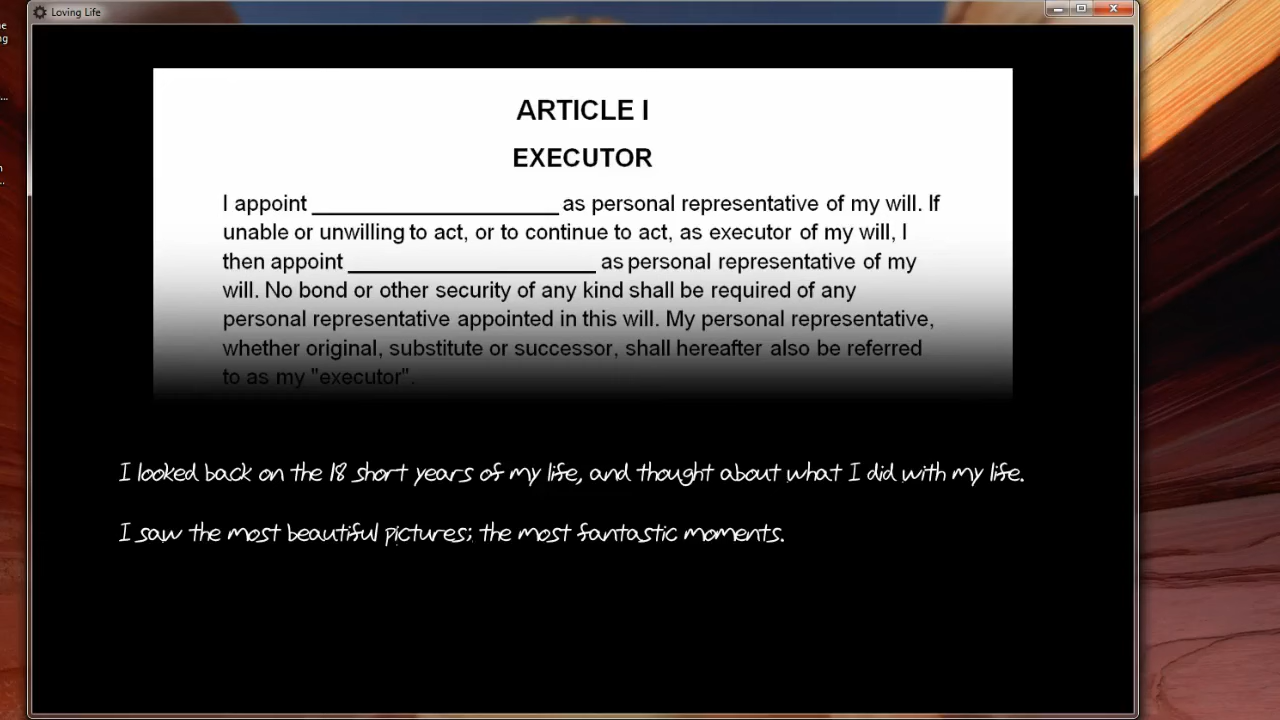 Loving Life
ARTICLE I
EXECUTOR
I appoint ____________________ as personal representative of my will. If
unable or unwilling to act, or to continue to act, as executor of my will, I
then appoint ____________________ as personal representative of my
will. No bond or other security of any kind shall be required of any
personal representative appointed in this will. My personal representative,
whether original, substitute or successor, shall hereafter also be referred
to as my "executor".
I looked back on the 18 short years of my life, and thought about what I did with my life.
I saw the most beautiful pictures; the most fantastic moments.